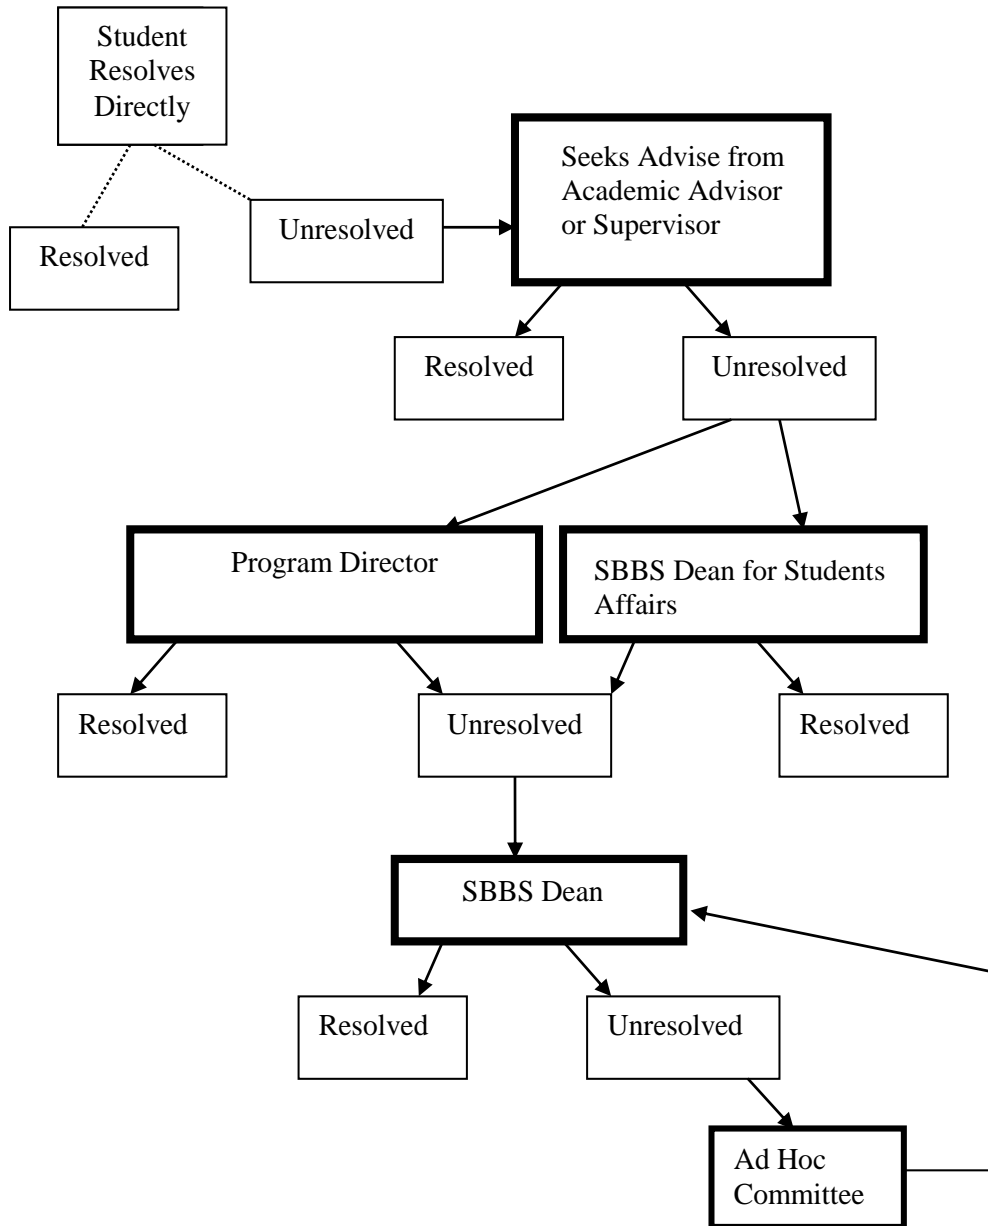 Student
Resolves
Directly
Seeks Advise from
Academic Advisor
or Supervisor
Unresolved
Resolved
Resolved
Unresolved
Program Director
SBBS Dean for Students
Affairs
Resolved
Unresolved
Resolved
SBBS Dean
Resolved
Unresolved
Ad Hoc
Committee